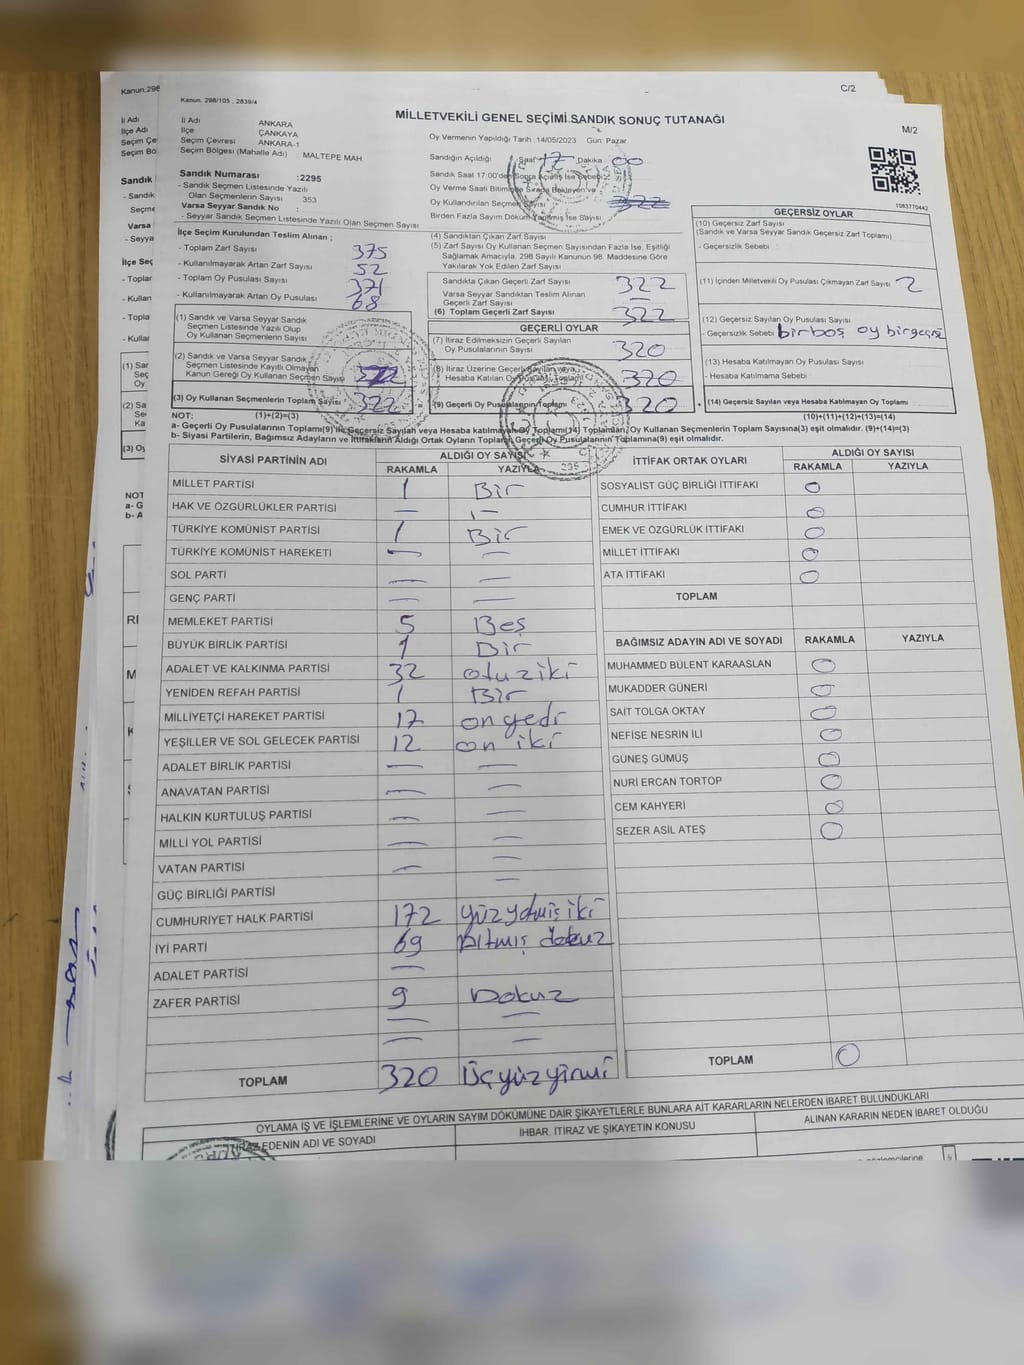 C/2
Kanun.298
Kanun. 298/105 , 2839/4
MİLLETVEKİLİ GENEL SEÇİMİ SANDIK SONUÇ TUTANAĞI
M/2
İl Adı
İlçe Adı
Seçim Çe
Seçim Bö
İl Adı ANKARA
İlçe ÇANKAYA
Seçim Çevresi ANKARA-1
Seçim Bölgesi (Mahalle Adı) MALTEPE MAH.
Sandık Numarası :2295
- Sandık Seçmen Listesinde Yazılı
Olan Seçmenlerin Sayısı 353
Varsa Seyyar Sandık No :
- Seyyar Sandık Seçmen Listesinde Yazılı Olan Seçmen Sayısı
İlçe Seçim Kurulundan Teslim Alınan ;
- Toplam Zarf Sayısı 375
- Kullanılmayarak Artan Zarf Sayısı 52
- Toplam Oy Pusulası Sayısı 371
- Kullanılmayarak Artan Oy Pusulası 68
(1) Sandık ve Varsa Seyyar Sandık
Seçmen Listesinde Yazılı Olup
Oy Kullanan Seçmenlerin Sayısı
(2) Sandık ve Varsa Seyyar Sandık
Seçmen Listesinde Kayıtlı Olmayan
Kanun Gereği Oy Kullanan Seçmen Sayısı
(3) Oy Kullanan Seçmenlerin Toplam Sayısı 322
Oy Vermenin Yapıldığı Tarih 14/05/2023 Gün: Pazar
Sandığın Açıldığı Saat 17 Dakika 00
Sandık Saat 17:00'den Sonra Açılmış İse Sebebi
Oy Verme Saati Bitiminde Sırada Bekleyen ve
Oy Kullandırılan Seçmen Sayısı 322
Birden Fazla Sayım Döküm Yapılmış İse Sayısı
(4) Sandıktan Çıkan Zarf Sayısı
(5) Zarf Sayısı Oy Kullanan Seçmen Sayısından Fazla İse, Eşitliği
Sağlamak Amacıyla, 298 Sayılı Kanunun 98. Maddesine Göre
Yakılarak Yok Edilen Zarf Sayısı
Sandıkta Çıkan Geçerli Zarf Sayısı 322
Varsa Seyyar Sandıktan Teslim Alınan
Geçerli Zarf Sayısı —
(6) Toplam Geçerli Zarf Sayısı 322
GEÇERLİ OYLAR
(7) İtiraz Edilmeksizin Geçerli Sayılan
Oy Pusulalarının Sayısı 320
(8) İtiraz Üzerine Geçerli Sayılan veya
Hesaba Katılan Oy Pusulası Toplamı 320
(9) Geçerli Oy Pusulalarının Toplamı 320
1083770442
GEÇERSİZ OYLAR
(10) Geçersiz Zarf Sayısı
(Sandık ve Varsa Seyyar Sandık Geçersiz Zarf Toplamı)
- Geçersizlik Sebebi
(11) İçinden Milletvekili Oy Pusulası Çıkmayan Zarf Sayısı 2
(12) Geçersiz Sayılan Oy Pusulası Sayısı
- Geçersizlik Sebebi birboş oy
(13) Hesaba Katılmayan Oy Pusulası Sayısı
- Hesaba Katılmama Sebebi
(14) Geçersiz Sayılan veya Hesaba Katılmayan Oy Toplamı
NOT: (1)+(2)=(3) (10)+(11)+(12)+(13)=(14)
a- Geçerli Oy Pusulaların Toplamı(9) ile Geçersiz Sayılan veya Hesaba katılmayan Oy Toplamı(14) Toplamları, Oy Kullanan Seçmenlerin Toplam Sayısına(3) eşit olmalıdır. (9)+(14)=(3)
b- Siyasi Partilerin, Bağımsız Adayların ve İttifakların Aldığı Ortak Oyların Toplamı Geçerli Oy Pusulalarının Toplamına(9) eşit olmalıdır.
SİYASİ PARTİNİN ADI ALDIĞI OY SAYISI
RAKAMLA YAZIYLA
MİLLET PARTİSİ 1 Bir
HAK VE ÖZGÜRLÜKLER PARTİSİ — —
TÜRKİYE KOMÜNİST PARTİSİ 1 Bir
TÜRKİYE KOMÜNİST HAREKETİ — —
SOL PARTİ — —
GENÇ PARTİ — —
MEMLEKET PARTİSİ 5 Beş
BÜYÜK BİRLİK PARTİSİ 1 Bir
ADALET VE KALKINMA PARTİSİ 32 otuziki
YENİDEN REFAH PARTİSİ 1 Bir
MİLLİYETÇİ HAREKET PARTİSİ 17 on yedi
YEŞİLLER VE SOL GELECEK PARTİSİ 12 on iki
ADALET BİRLİK PARTİSİ — —
ANAVATAN PARTİSİ — —
HALKIN KURTULUŞ PARTİSİ — —
MİLLİ YOL PARTİSİ — —
VATAN PARTİSİ — —
GÜÇ BİRLİĞİ PARTİSİ —
CUMHURİYET HALK PARTİSİ 172 yüzyetmiş iki
İYİ PARTİ 69 Altmış dokuz
ADALET PARTİSİ —
ZAFER PARTİSİ 9 Dokuz
— —
— —
TOPLAM 320 Üçyüzyirmi
İTTİFAK ORTAK OYLARI ALDIĞI OY SAYISI
RAKAMLA YAZIYLA
SOSYALİST GÜÇ BİRLİĞİ İTTİFAKI 0
CUMHUR İTTİFAKI 0
EMEK VE ÖZGÜRLÜK İTTİFAKI 0
MİLLET İTTİFAKI 0
ATA İTTİFAKI 0
TOPLAM
BAĞIMSIZ ADAYIN ADI VE SOYADI RAKAMLA YAZIYLA
MUHAMMED BÜLENT KARAASLAN 0
MUKADDER GÜNERİ 0
SAİT TOLGA OKTAY 0
NEFİSE NESRİN İLİ 0
GÜNEŞ GÜMÜŞ 0
NURİ ERCAN TORTOP 0
CEM KAHYERİ 0
SEZER ASİL ATEŞ 0
TOPLAM 0
OYLAMA İŞ VE İŞLEMLERİNE VE OYLARIN SAYIM DÖKÜMÜNE DAİR ŞİKAYETLERLE BUNLARA AİT KARARLARIN NELERDEN İBARET BULUNDUKLARI
İTİRAZ EDENİN ADI VE SOYADI İHBAR, İTİRAZ VE ŞİKAYETİN KONUSU ALINAN KARARIN NEDEN İBARET OLDUĞU